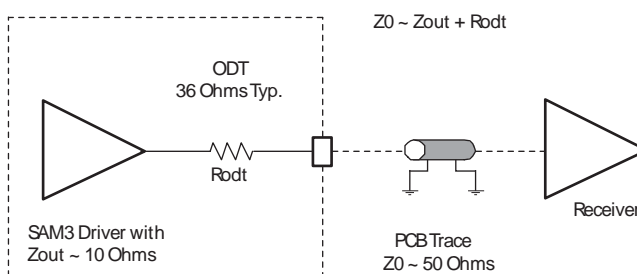 Z0 ~ Zout + Rodt
ODT
36 Ohms Typ.
Rodt
Receiver
SAM3 Driver with
Zout ~ 10 Ohms
PCB Trace
Z0 ~ 50 Ohms